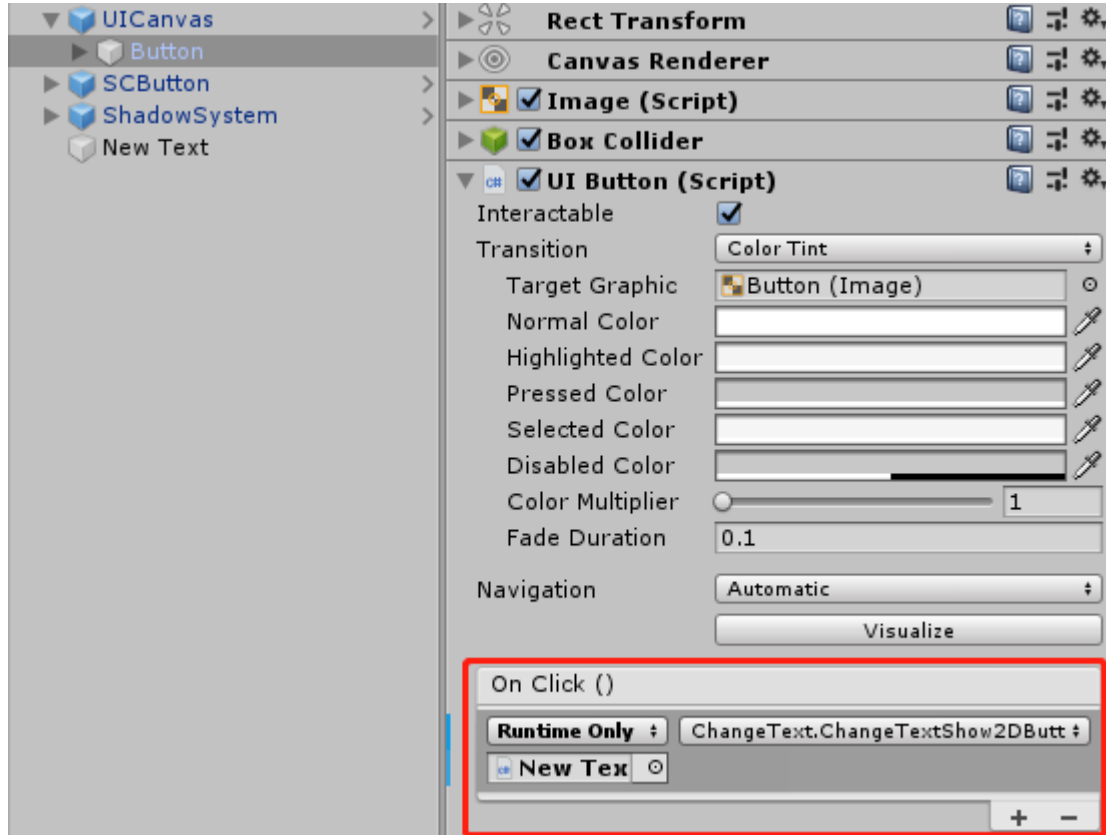 UICanvas
Button
SCButton
ShadowSystem
New Text
Rect Transform
Canvas Renderer
Image (Script)
Box Collider
UI Button (Script)
Interactable
Transition Color Tint
Target Graphic Button (Image)
Normal Color
Highlighted Color
Pressed Color
Selected Color
Disabled Color
Color Multiplier 1
Fade Duration 0.1
Navigation Automatic
Visualize
On Click ()
Runtime Only ChangeText.ChangeTextShow2DButt
New Tex